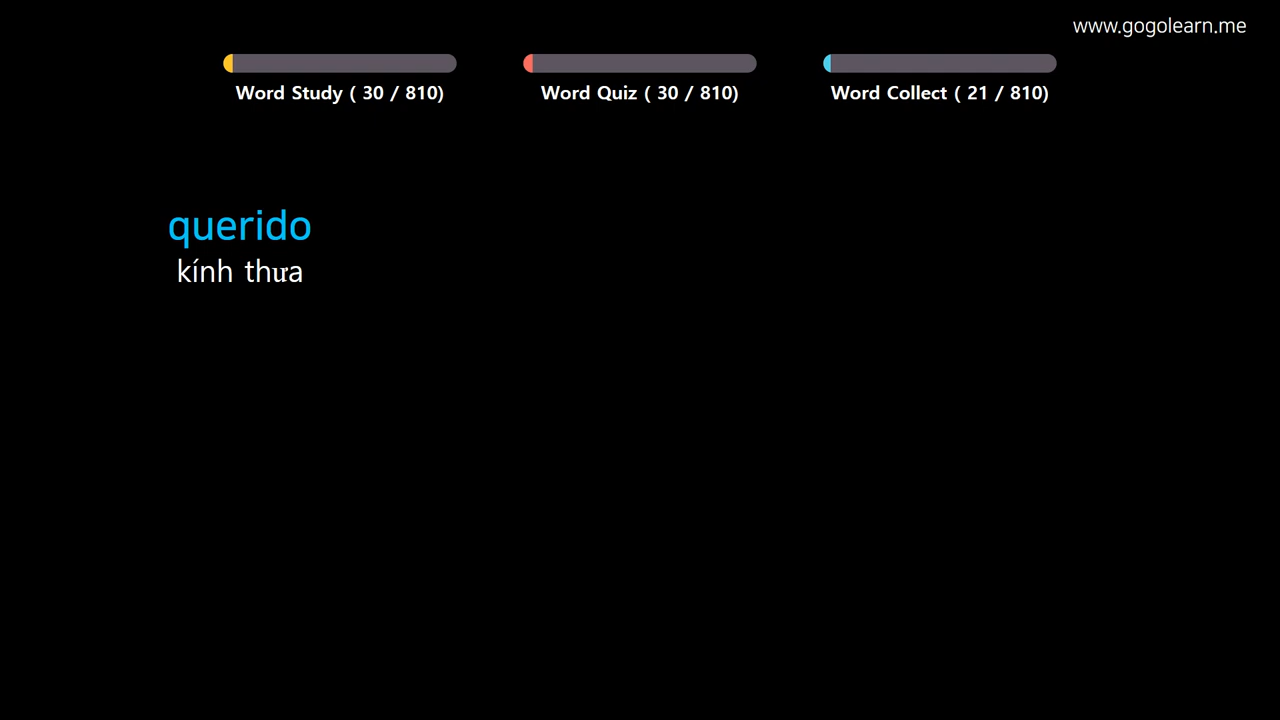 www.gogolearn.me
Word Study ( 30 / 810)
Word Quiz ( 30 / 810)
Word Collect ( 21 / 810)
querido
kính thưa